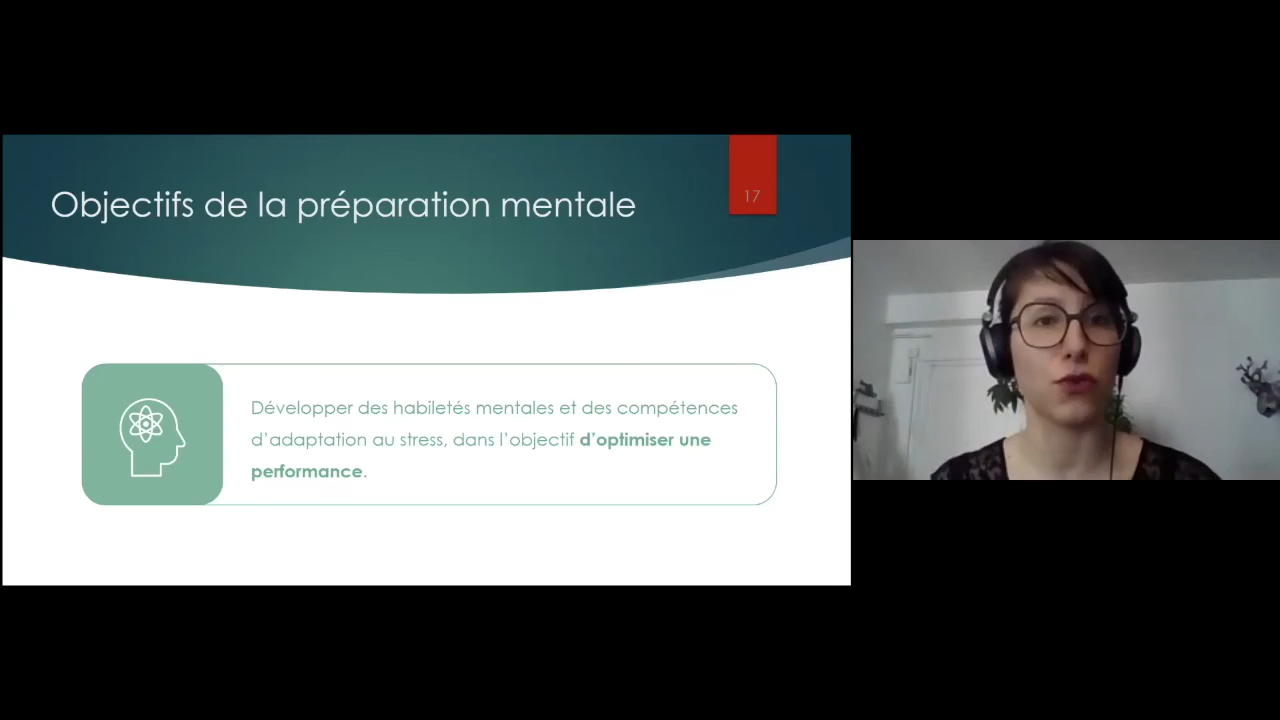 Objectifs de la préparation mentale
17
Développer des habiletés mentales et des compétences
d’adaptation au stress, dans l’objectif d’optimiser une
performance.